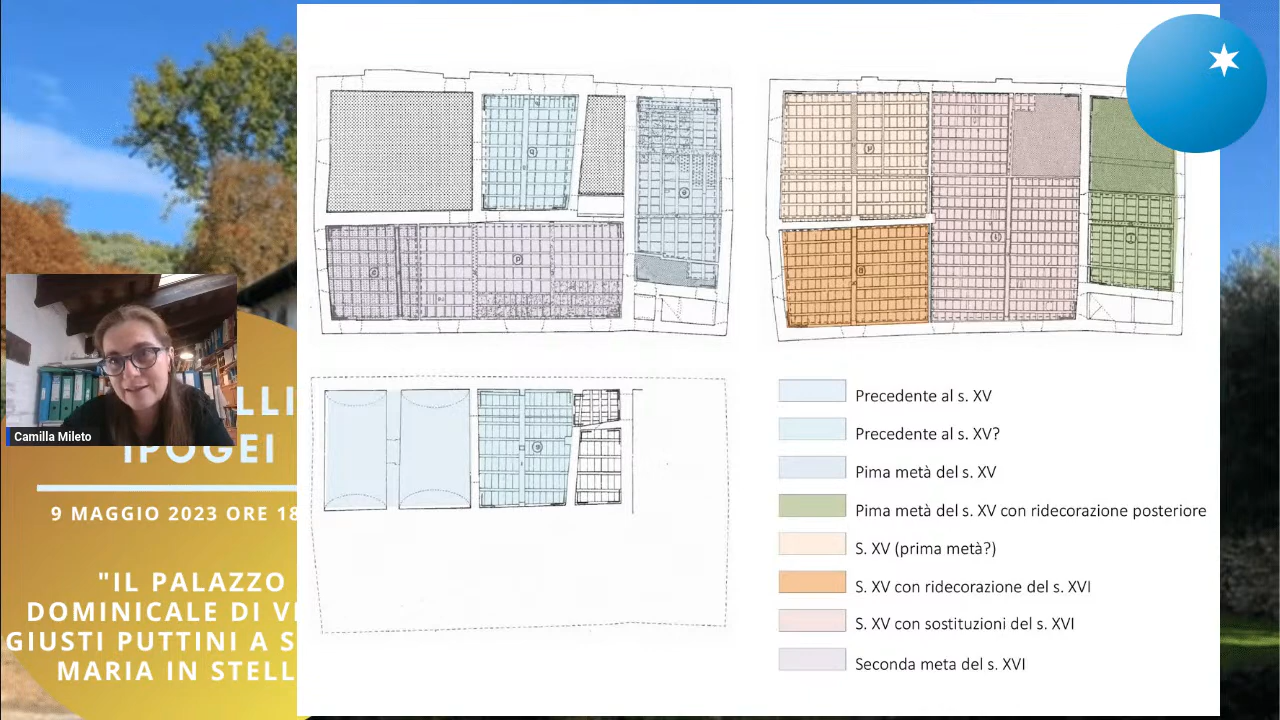 Precedente al s. XV
Precedente al s. XV?
Pima metà del s. XV
Pima metà del s. XV con ridecorazione posteriore
S. XV (prima metà?)
S. XV con ridecorazione del s. XVI
S. XV con sostituzioni del s. XVI
Seconda meta del s. XVI
Camilla Mileto
IPOGEI
9 MAGGIO 2023 ORE 18
"IL PALAZZO
DOMINICALE DI
GIUSTI PUTTINI A
MARIA IN